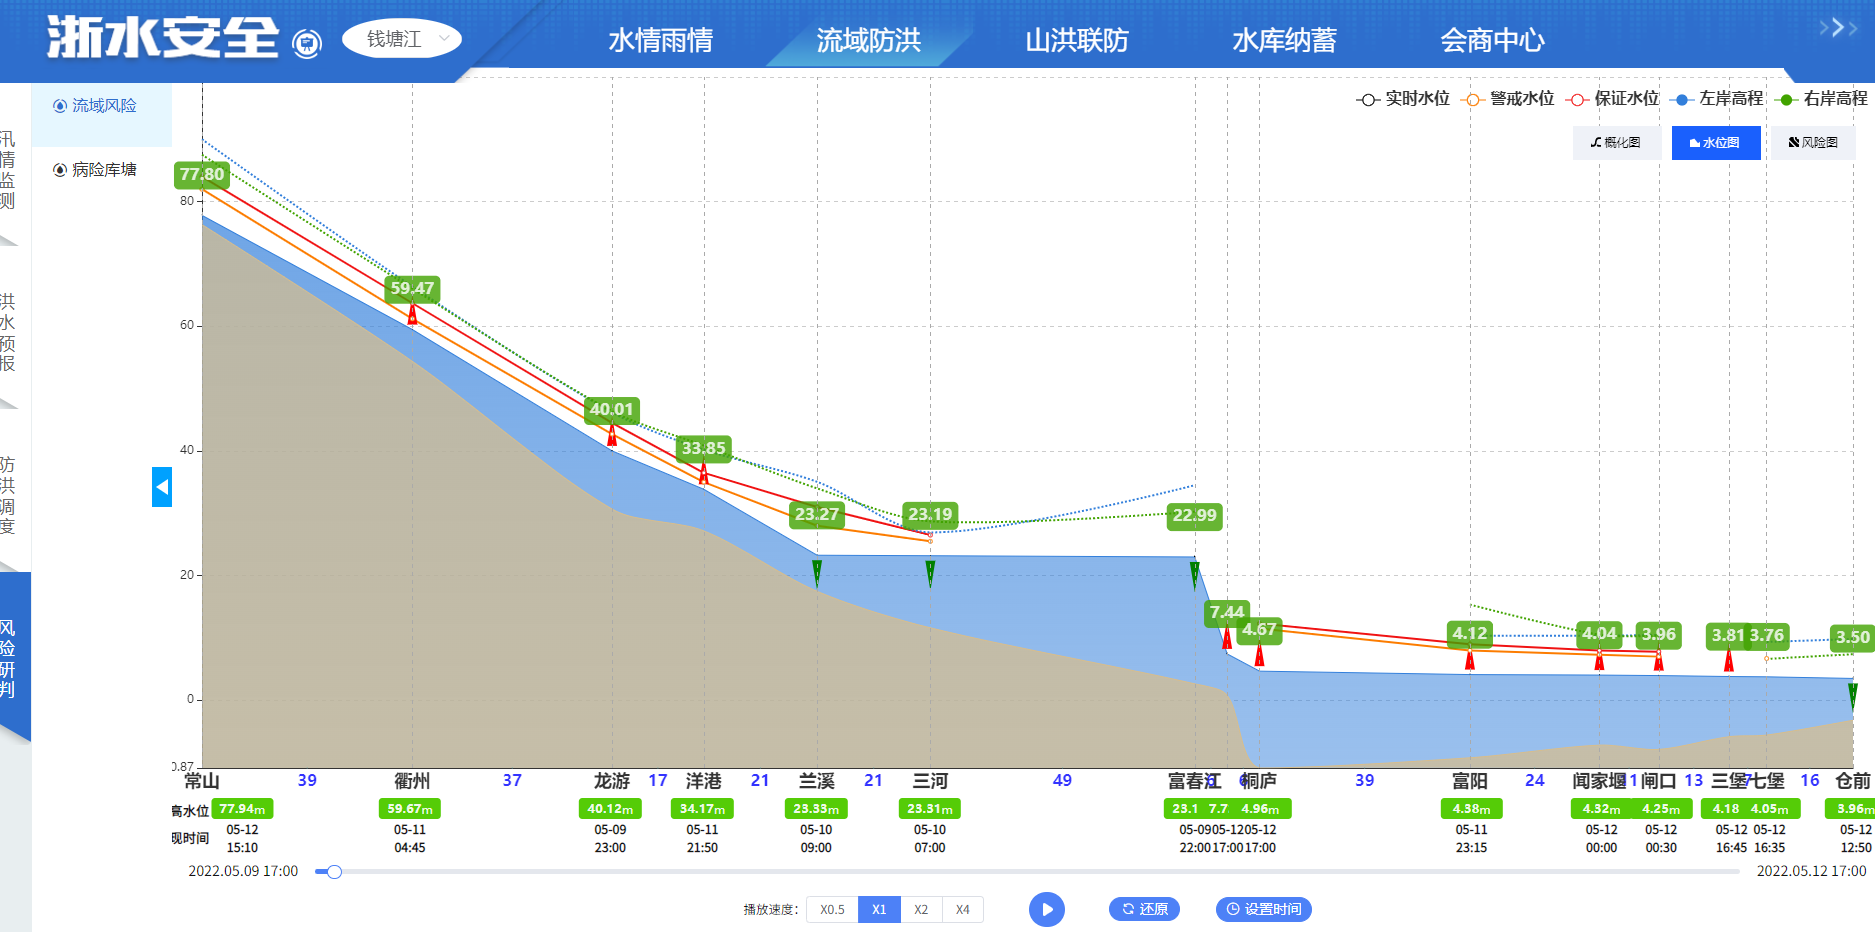 浙水安全
钱塘江
水情雨情
流域防洪
山洪联防
水库纳蓄
会商中心
流域风险
病险库塘
汛情监测
洪水预报
防洪调度
风险研判
实时水位
警戒水位
保证水位
左岸高程
右岸高程
概化图
水位图
风险图
80
60
40
20
0
0.87
77.80
59.47
40.01
33.85
23.27
23.19
22.99
7.44
4.67
4.12
4.04
3.96
3.81
3.76
3.50
常山 39 衢州 37 龙游 17 洋港 21 兰溪 21 三河 49 富春江 6 桐庐 39 富阳 24 闻家堰 11 闸口 13 三堡 7 七堡 16 仓前
高水位 77.94m 59.67m 40.12m 34.17m 23.33m 23.31m 23.1 7.7 4.96m 4.38m 4.32m 4.25m 4.18 4.05m 3.96m
现时间
05-12 05-11 05-09 05-11 05-10 05-10 05-09 05-12 05-12 05-11 05-12 05-12 05-12 05-12 05-12
15:10 04:45 23:00 21:50 09:00 07:00 22:00 17:00 17:00 23:15 00:00 00:30 16:45 16:35 12:50
2022.05.09 17:00
2022.05.12 17:00
播放速度：
X0.5
X1
X2
X4
还原
设置时间